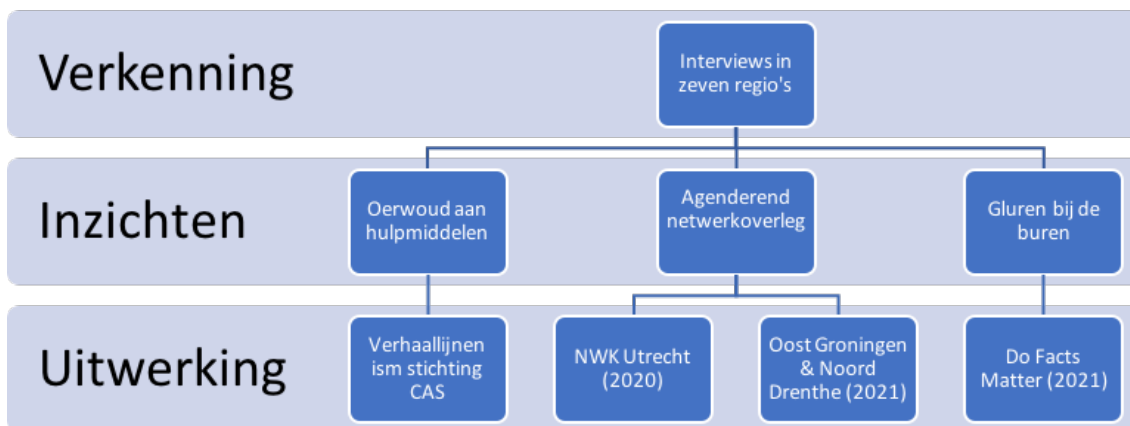 Verkenning
Interviews in
zeven regio's
Inzichten
Oerwoud aan
hulpmiddelen
Agenderend
netwerkoverleg
Gluren bij de
buren
Uitwerking
Verhaallijnen
ism stichting
CAS
NWK Utrecht
(2020)
Oost Groningen
& Noord
Drenthe (2021)
Do Facts
Matter (2021)